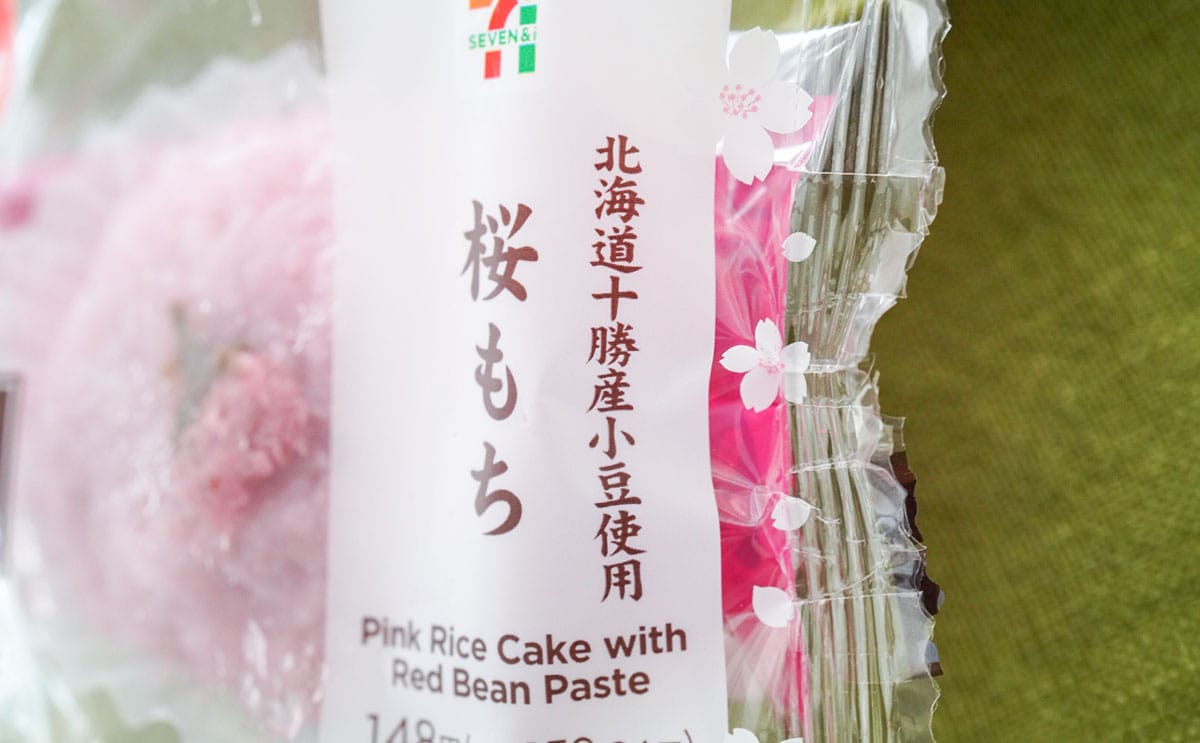 SEVEN&i
北海道十勝産小豆使用
桜もち
Pink Rice Cake with
Red Bean Paste